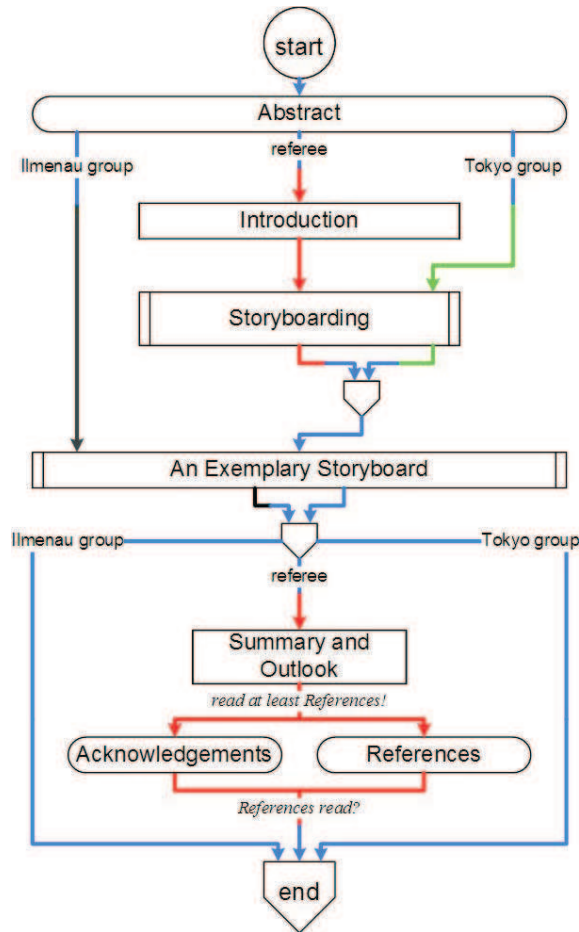 start
Abstract
Ilmenau group
referee
Tokyo group
Introduction
Storyboarding
An Exemplary Storyboard
Ilmenau group
Tokyo group
referee
Summary and
Outlook
read at least References!
Acknowledgements
References
References read?
end